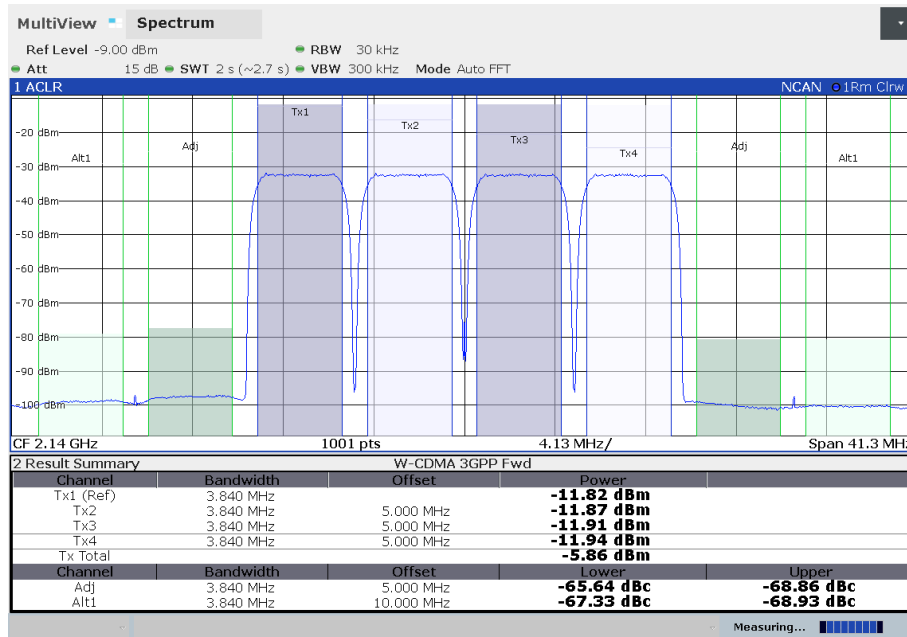 MultiView Spectrum
Ref Level -9.00 dBm RBW 30 kHz
Att 15 dB SWT 2 s (~2.7 s) VBW 300 kHz Mode Auto FFT
1 ACLR NCAN 1Rm Clrw
Tx1
Tx2
-20 dBm
Tx3
Adj Adj
Tx4
Alt1 Alt1
-30 dBm
-40 dBm
-50 dBm
-60 dBm
-70 dBm
-80 dBm
-90 dBm
-100 dBm
CF 2.14 GHz 1001 pts 4.13 MHz/ Span 41.3 MHz
2 Result Summary W-CDMA 3GPP Fwd
Channel Bandwidth Offset Power
Tx1 (Ref) 3.840 MHz -11.82 dBm
Tx2 3.840 MHz 5.000 MHz -11.87 dBm
Tx3 3.840 MHz 5.000 MHz -11.91 dBm
Tx4 3.840 MHz 5.000 MHz -11.94 dBm
Tx Total -5.86 dBm
Channel Bandwidth Offset Lower Upper
Adj 3.840 MHz 5.000 MHz -65.64 dBc -68.86 dBc
Alt1 3.840 MHz 10.000 MHz -67.33 dBc -68.93 dBc
Measuring...